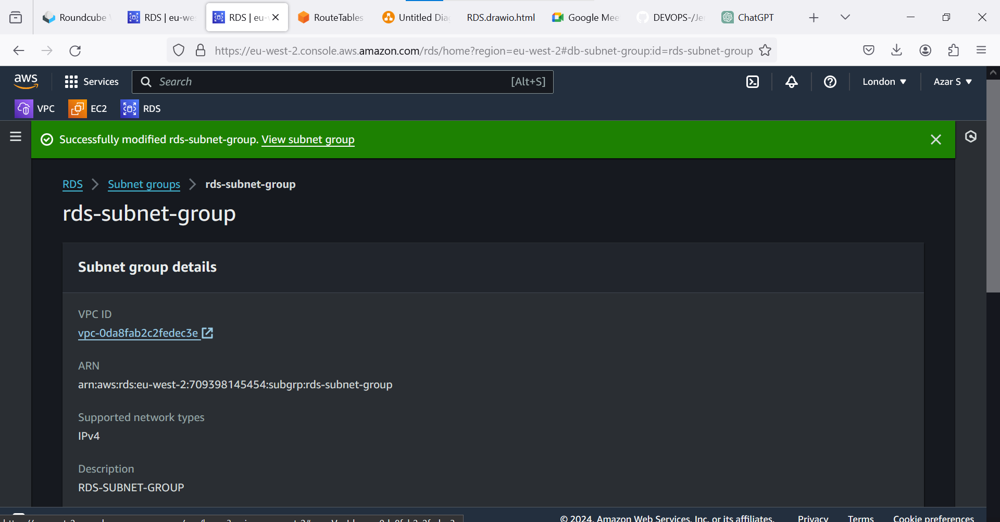 Roundcube
RDS | eu-we
RDS | eu-
RouteTables
Untitled Dia
RDS.drawio.html
Google Mee
DEVOPS-/Je
ChatGPT
https://eu-west-2.console.aws.amazon.com/rds/home?region=eu-west-2#db-subnet-group:id=rds-subnet-group
aws
Services
Search
[Alt+S]
London
Azar S
VPC
EC2
RDS
Successfully modified rds-subnet-group. View subnet group
RDS
Subnet groups
rds-subnet-group
rds-subnet-group
Subnet group details
VPC ID
vpc-0da8fab2c2fedec3e
ARN
arn:aws:rds:eu-west-2:709398145454:subgrp:rds-subnet-group
Supported network types
IPv4
Description
RDS-SUBNET-GROUP
© 2024, Amazon Web Services, Inc. or its affiliates.
Privacy
Terms
Cookie preferences